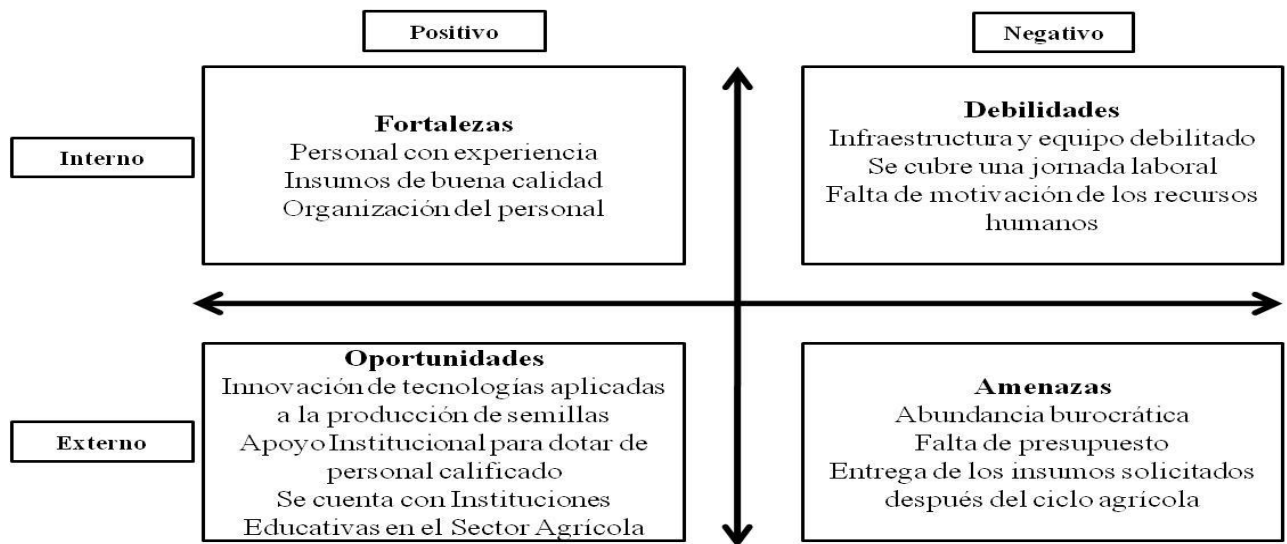 Positivo
Negativo
Interno
Fortalezas
Personal con experiencia
Insumos de buena calidad
Organización del personal
Debilidades
Infraestructura y equipo debilitado
Se cubre una jornada laboral
Falta de motivación de los recursos
humanos
Externo
Oportunidades
Innovación de tecnologías aplicadas
a la producción de semillas
Apoyo Institucional para dotar de
personal calificado
Se cuenta con Instituciones
Educativas en el Sector Agrícola
Amenazas
Abundancia burocrática
Falta de presupuesto
Entrega de los insumos solicitados
después del ciclo agrícola